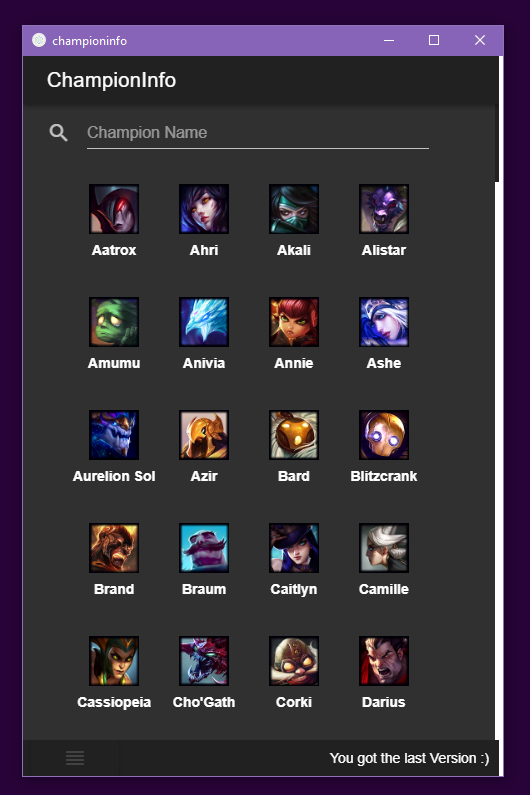 championinfo
ChampionInfo
Champion Name
Aatrox Ahri Akali Alistar
Amumu Anivia Annie Ashe
Aurelion Sol Azir Bard Blitzcrank
Brand Braum Caitlyn Camille
Cassiopeia Cho'Gath Corki Darius
You got the last Version :)